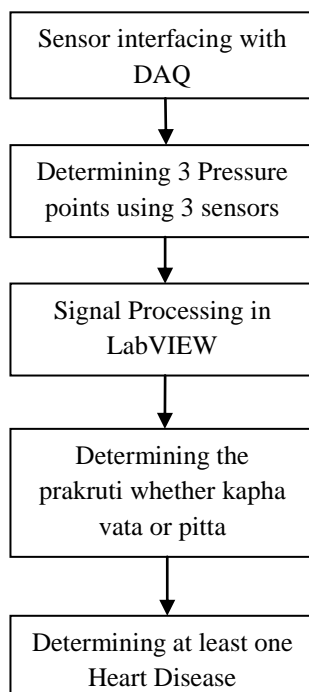 Sensor interfacing with
DAQ
Determining 3 Pressure
points using 3 sensors
Signal Processing in
LabVIEW
Determining the
prakruti whether kapha
vata or pitta
Determining at least one
Heart Disease